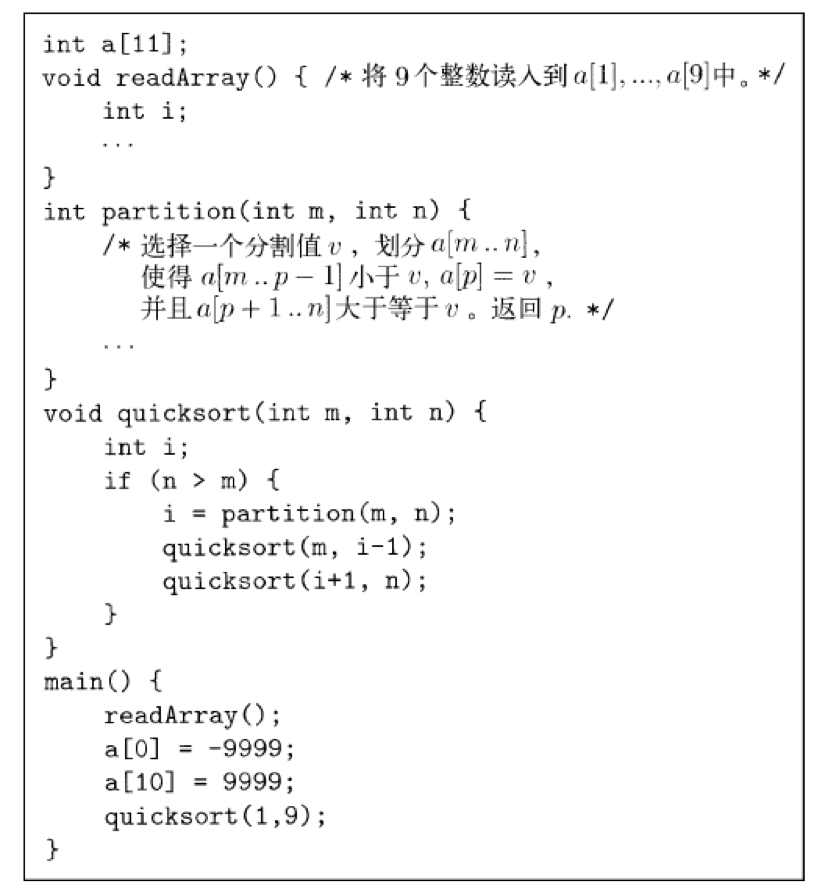 int a[11];
void readArray() { /* 将 9 个整数读入到 a[1], ..., a[9] 中。 */
    int i;
    ...
}
int partition(int m, int n) {
    /* 选择一个分割值 v ，划分 a[m .. n],
       使得 a[m .. p − 1] 小于 v, a[p] = v ，
       并且 a[p + 1 .. n] 大于等于 v 。返回 p. */
    ...
}
void quicksort(int m, int n) {
    int i;
    if (n > m) {
        i = partition(m, n);
        quicksort(m, i-1);
        quicksort(i+1, n);
    }
}
main() {
    readArray();
    a[0] = -9999;
    a[10] = 9999;
    quicksort(1,9);
}